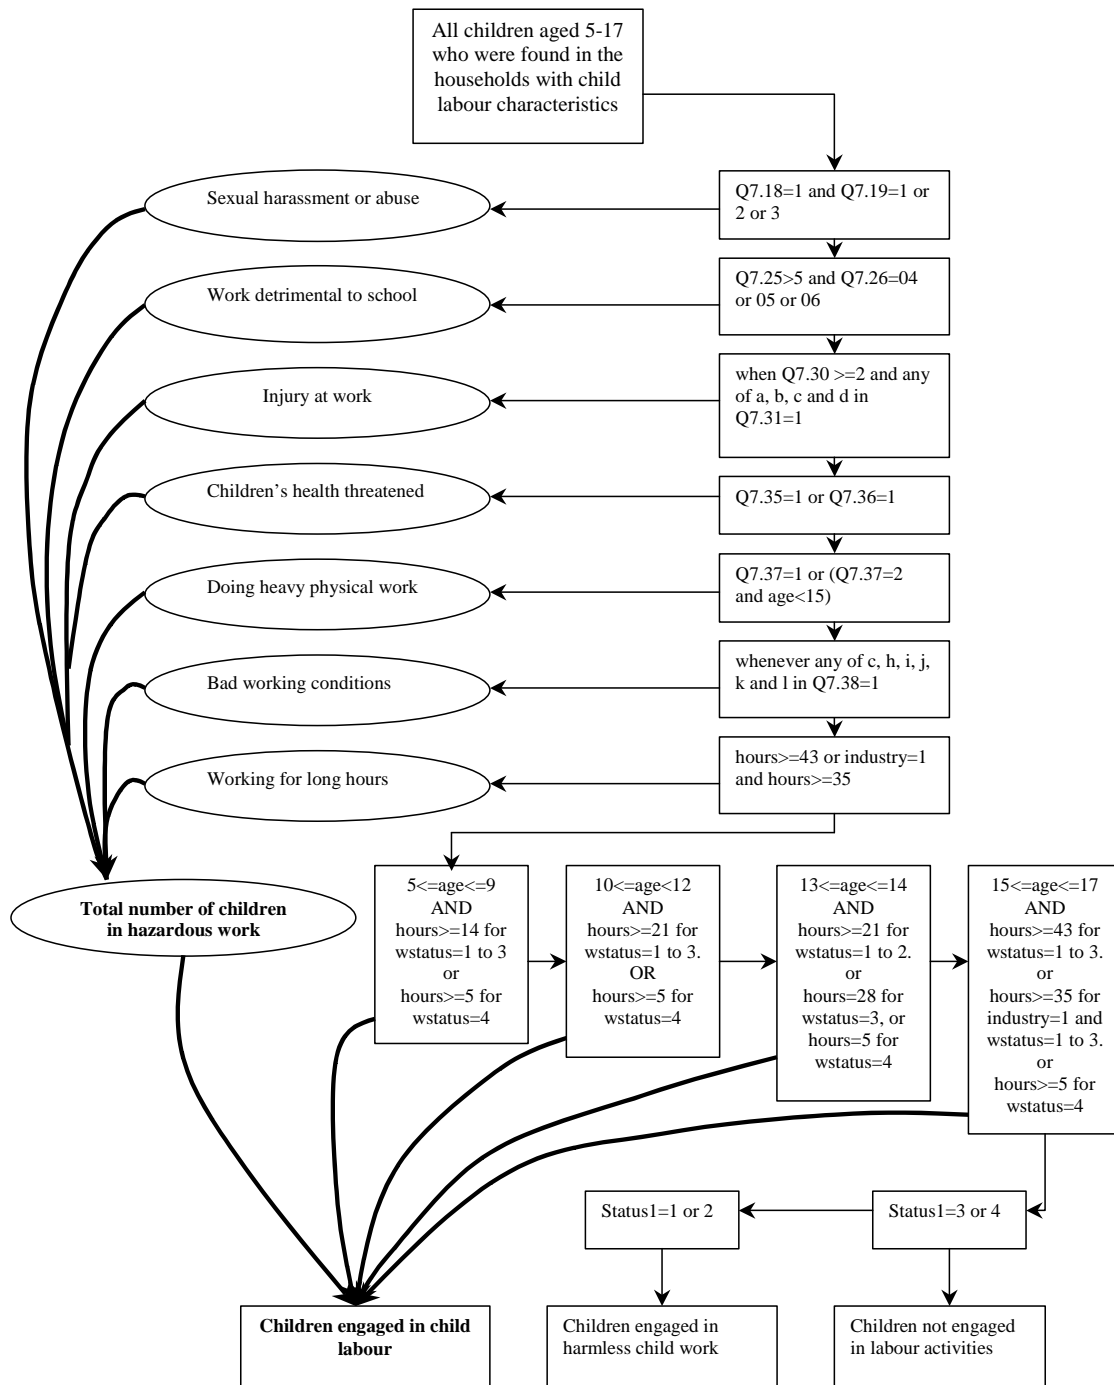 All children aged 5-17
who were found in the
households with child
labour characteristics
Sexual harassment or abuse
Q7.18=1 and Q7.19=1 or
2 or 3
Work detrimental to school
Q7.25>5 and Q7.26=04
or 05 or 06
Injury at work
when Q7.30 >=2 and any
of a, b, c and d in
Q7.31=1
Children’s health threatened
Q7.35=1 or Q7.36=1
Doing heavy physical work
Q7.37=1 or (Q7.37=2
and age<15)
Bad working conditions
whenever any of c, h, i, j,
k and l in Q7.38=1
Working for long hours
hours>=43 or industry=1
and hours>=35
Total number of children
in hazardous work
5<=age<=9
AND
hours>=14 for
wstatus=1 to 3
or
hours>=5 for
wstatus=4
10<=age<12
AND
hours>=21 for
wstatus=1 to 3.
OR
hours>=5 for
wstatus=4
13<=age<=14
AND
hours>=21 for
wstatus=1 to 2.
or
hours=28 for
wstatus=3, or
hours=5 for
wstatus=4
15<=age<=17
AND
hours>=43 for
wstatus=1 to 3.
or
hours>=35 for
industry=1 and
wstatus=1 to 3.
or
hours>=5 for
wstatus=4
Status1=1 or 2
Status1=3 or 4
Children engaged in child
labour
Children engaged in
harmless child work
Children not engaged
in labour activities